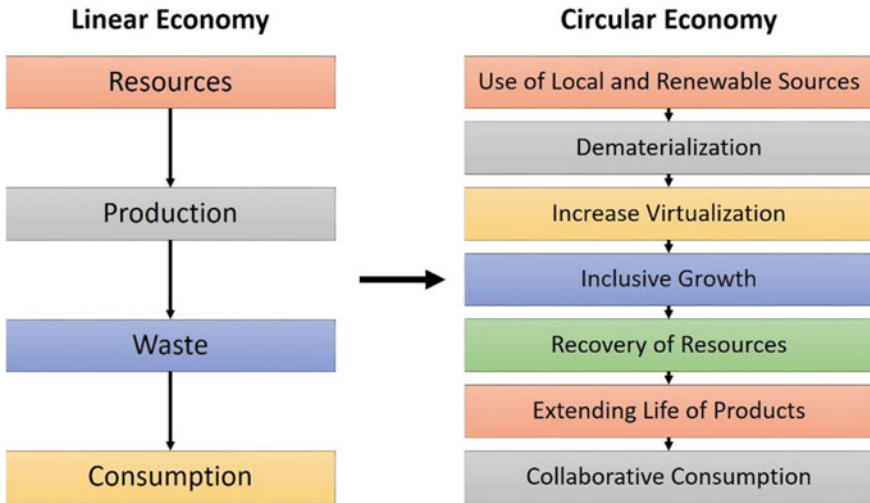 Linear Economy
Resources
Production
Waste
Consumption
Circular Economy
Use of Local and Renewable Sources
Dematerialization
Increase Virtualization
Inclusive Growth
Recovery of Resources
Extending Life of Products
Collaborative Consumption